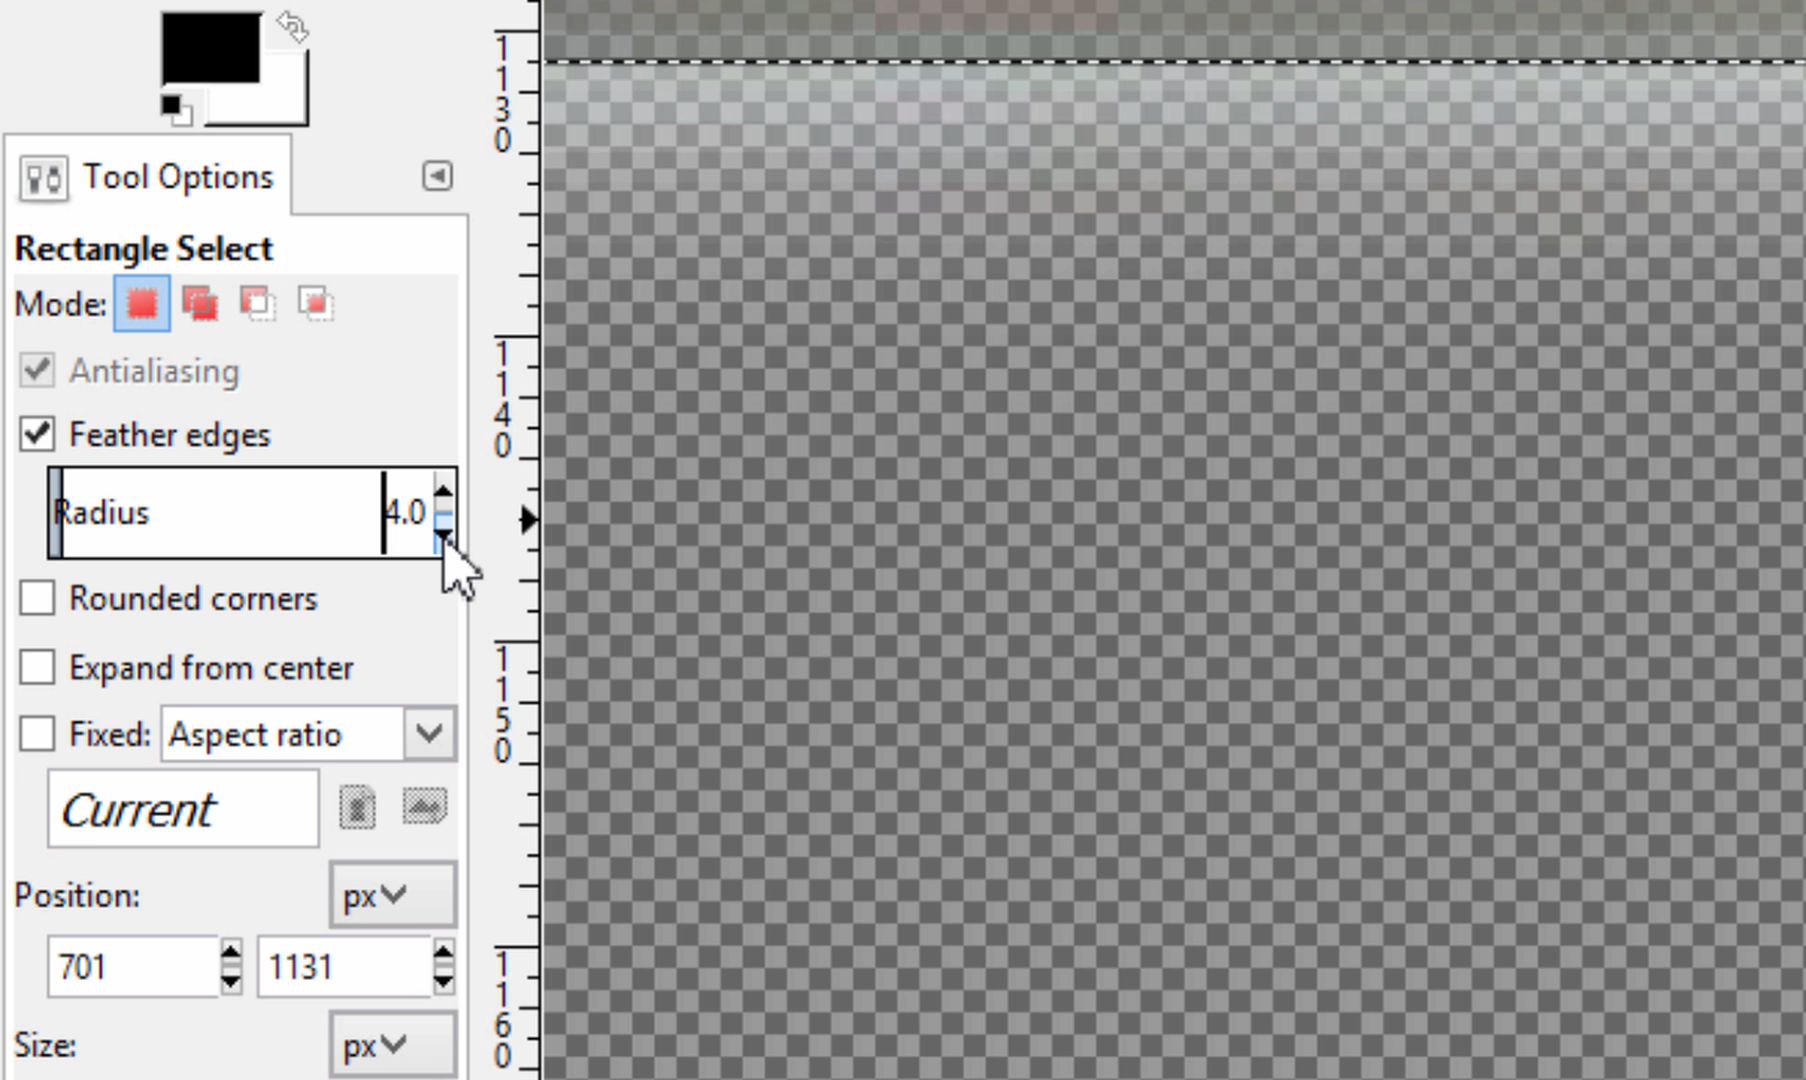 Tool Options
Rectangle Select
Mode:
Antialiasing
Feather edges
Radius 4.0
Rounded corners
Expand from center
Fixed: Aspect ratio
Current
Position: px
701 1131
Size: px
1130
1140
1150
1160